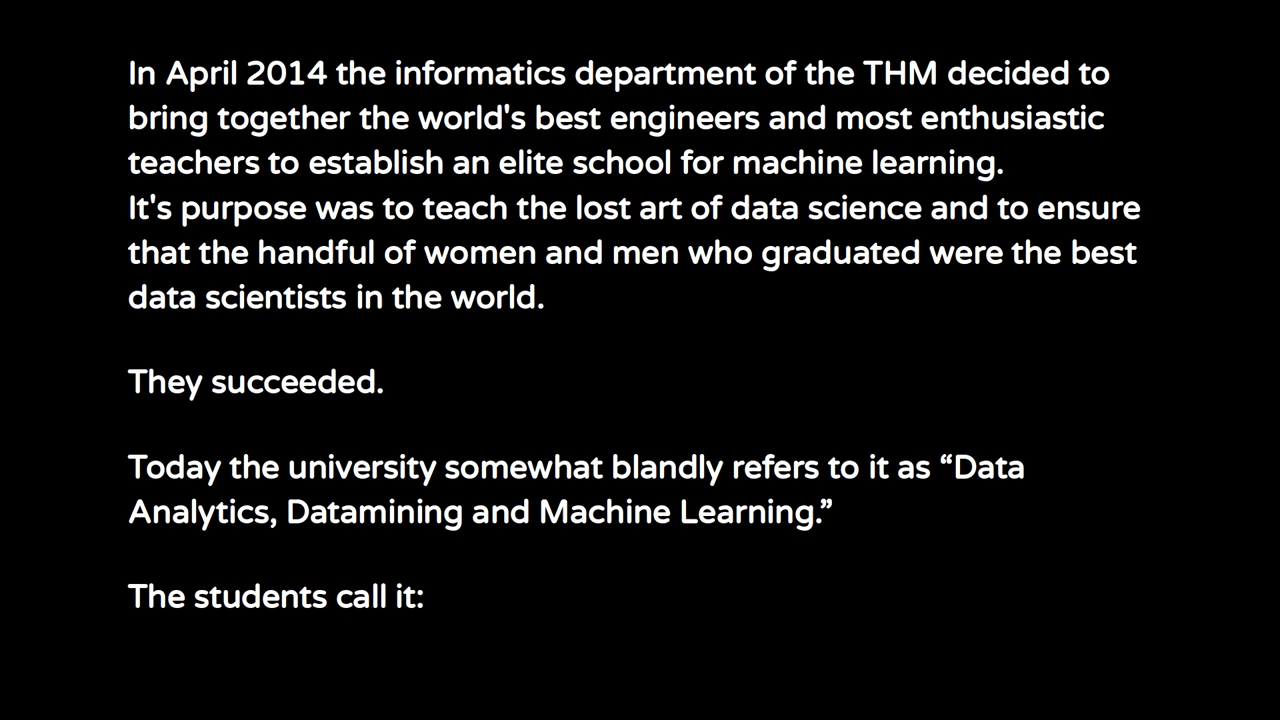 In April 2014 the informatics department of the THM decided to
bring together the world's best engineers and most enthusiastic
teachers to establish an elite school for machine learning.
It's purpose was to teach the lost art of data science and to ensure
that the handful of women and men who graduated were the best
data scientists in the world.
They succeeded.
Today the university somewhat blandly refers to it as “Data
Analytics, Datamining and Machine Learning.”
The students call it: